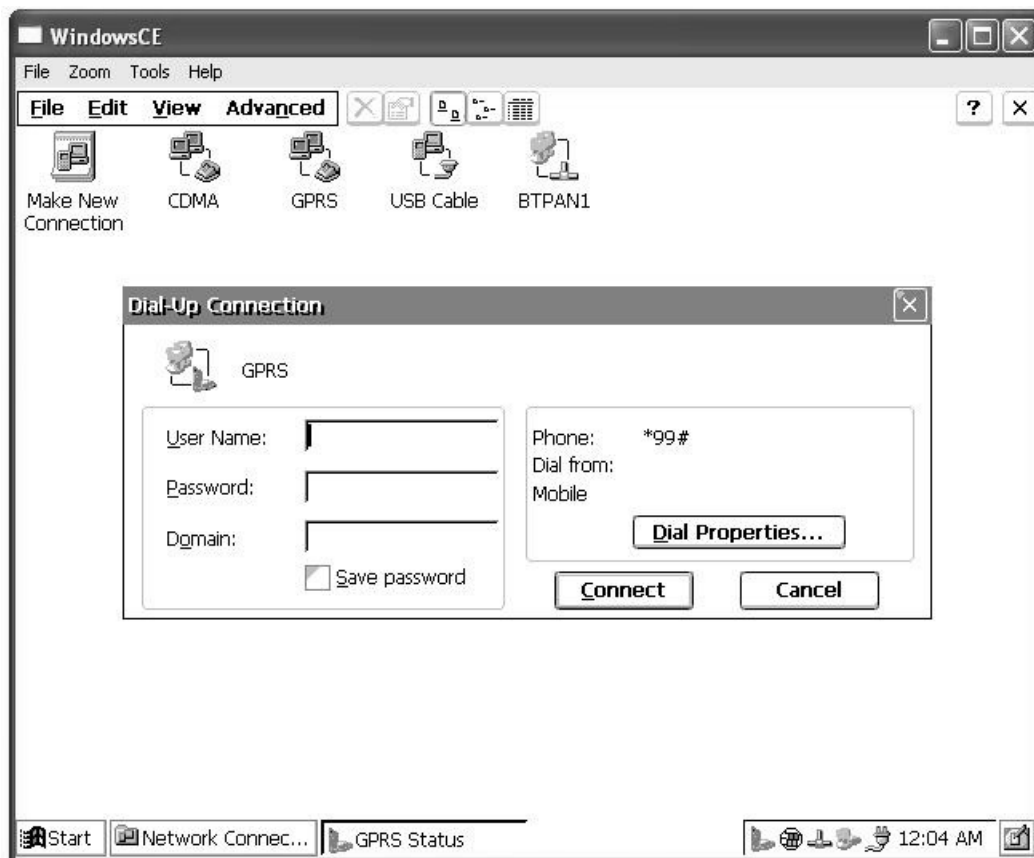 WindowsCE
File Zoom Tools Help
File Edit View Advanced ?
Make New Connection
CDMA
GPRS
USB Cable
BTPAN1
Dial-Up Connection
GPRS
User Name:
Password:
Domain:
Save password
Phone: *99#
Dial from:
Mobile
Dial Properties...
Connect
Cancel
Start
Network Connec...
GPRS Status
12:04 AM